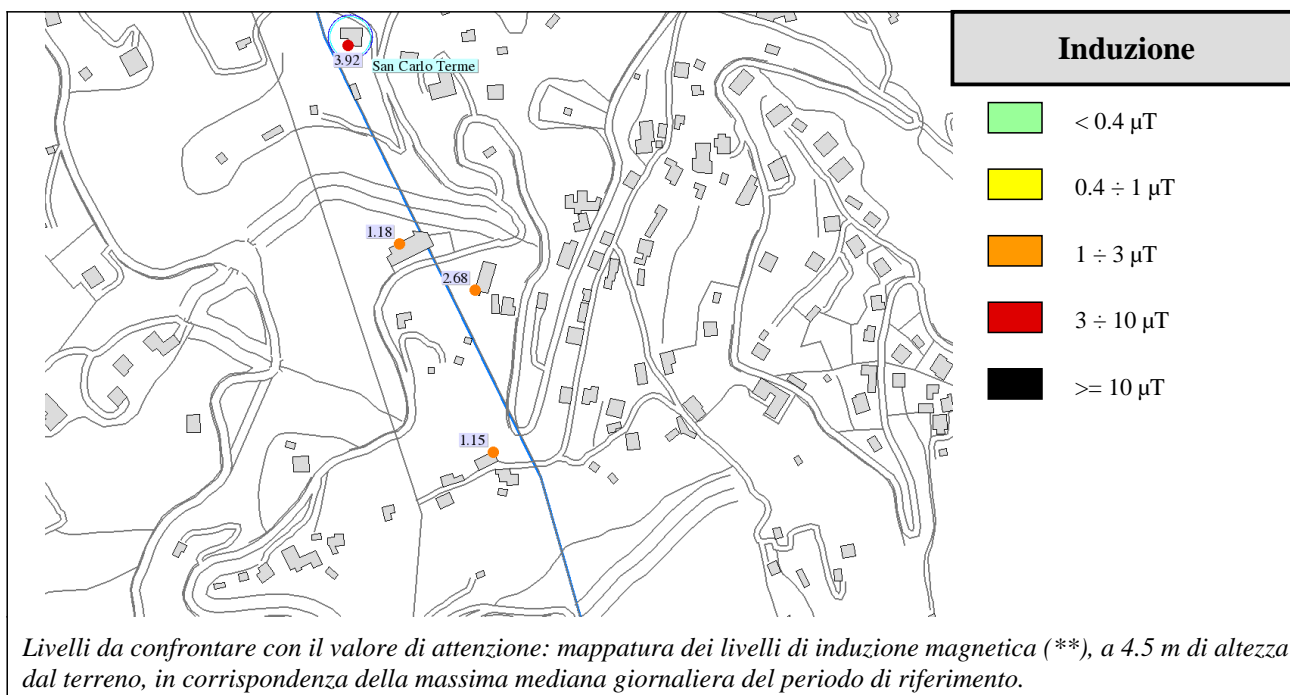 3.92
San Carlo Terme
1.18
2.68
1.15
Induzione
< 0.4 µT
0.4 ÷ 1 µT
1 ÷ 3 µT
3 ÷ 10 µT
>= 10 µT
Livelli da confrontare con il valore di attenzione: mappatura dei livelli di induzione magnetica (**), a 4.5 m di altezza
dal terreno, in corrispondenza della massima mediana giornaliera del periodo di riferimento.